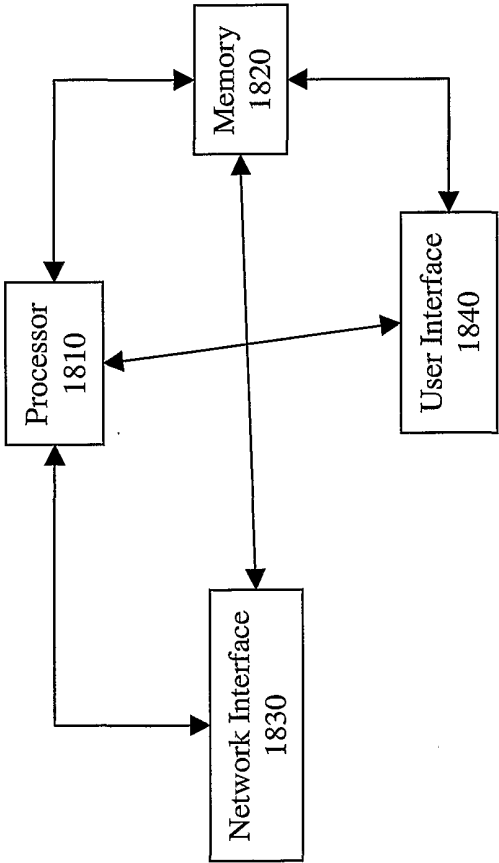 Processor
1810
Memory
1820
Network Interface
1830
User Interface
1840